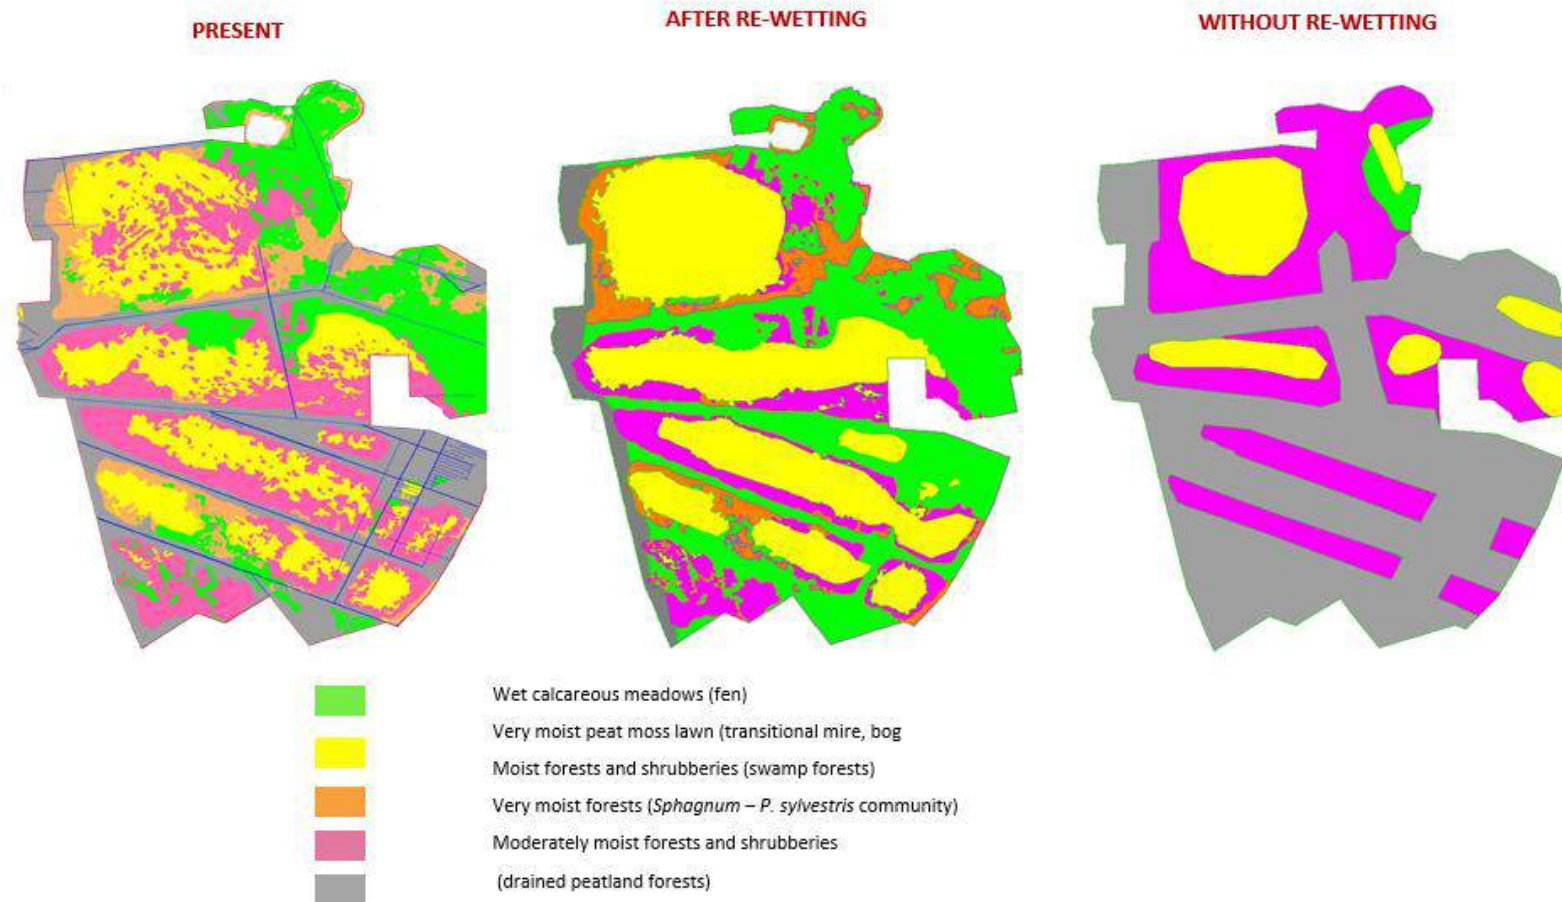 PRESENT
AFTER RE-WETTING
WITHOUT RE-WETTING
Wet calcareous meadows (fen)
Very moist peat moss lawn (transitional mire, bog
Moist forests and shrubberies (swamp forests)
Very moist forests (Sphagnum – P. sylvestris community)
Moderately moist forests and shrubberies
(drained peatland forests)